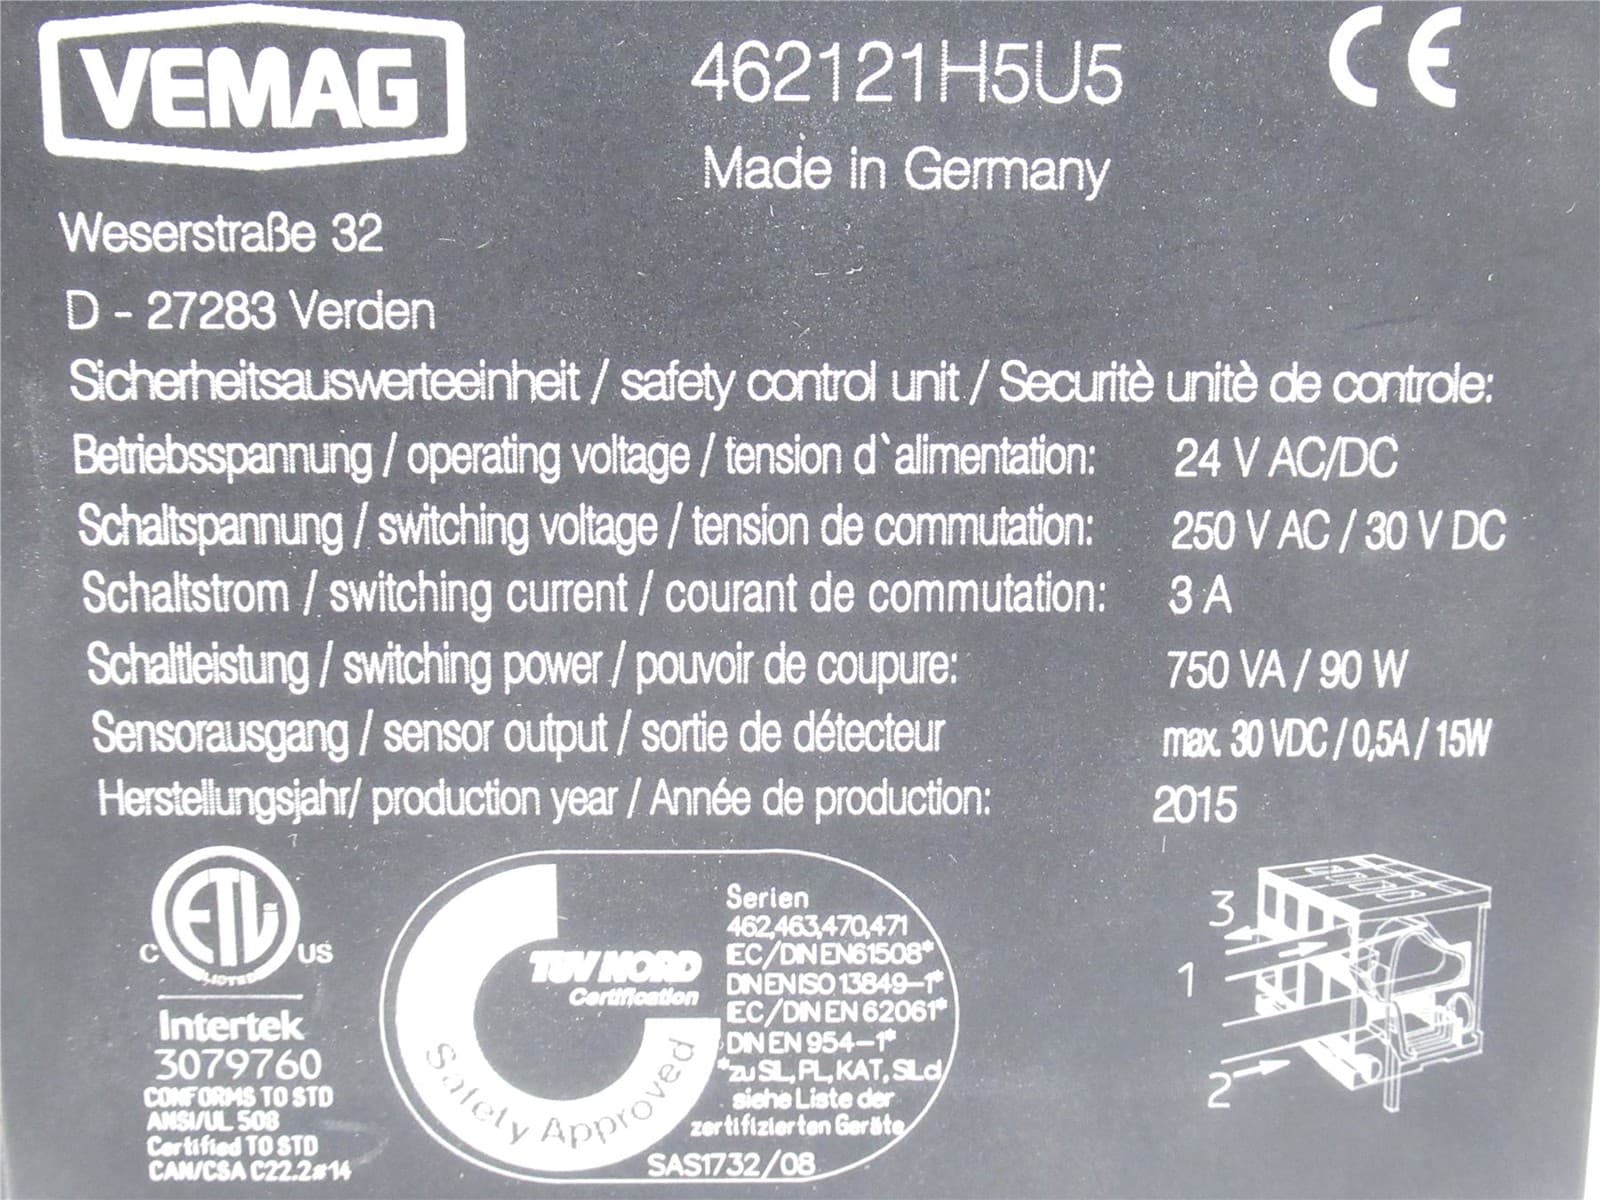 VEMAG
462121H5U5
CE
Made in Germany
Weserstraße 32
D - 27283 Verden
Sicherheitsauswerteeinheit / safety control unit / Securitè unitè de controle:
Betriebsspannung / operating voltage / tension d`alimentation: 24 V AC/DC
Schaltspannung / switching voltage / tension de commutation: 250 V AC / 30 V DC
Schaltstrom / switching current / courant de commutation: 3 A
Schaltleistung / switching power / pouvoir de coupure: 750 VA / 90 W
Sensorausgang / sensor output / sortie de détecteur max. 30 VDC / 0,5A / 15W
Herstellungsjahr/ production year / Année de production: 2015
ETL
C US
LISTED
Intertek
3079760
CONFORMS TO STD
ANSI/UL 508
Certified TO STD
CAN/CSA C22.2#14
TÜV NORD
Certification
Safety Approved
Serien
462,463,470,471
IEC/DIN EN61508*
DIN EN ISO 13849-1*
IEC/DIN EN 62061*
DIN EN 954-1*
*zu SIL, PL, KAT, SILcl
siehe Liste der
zertifizierten Geräte
SAS1732/08
3
1
2